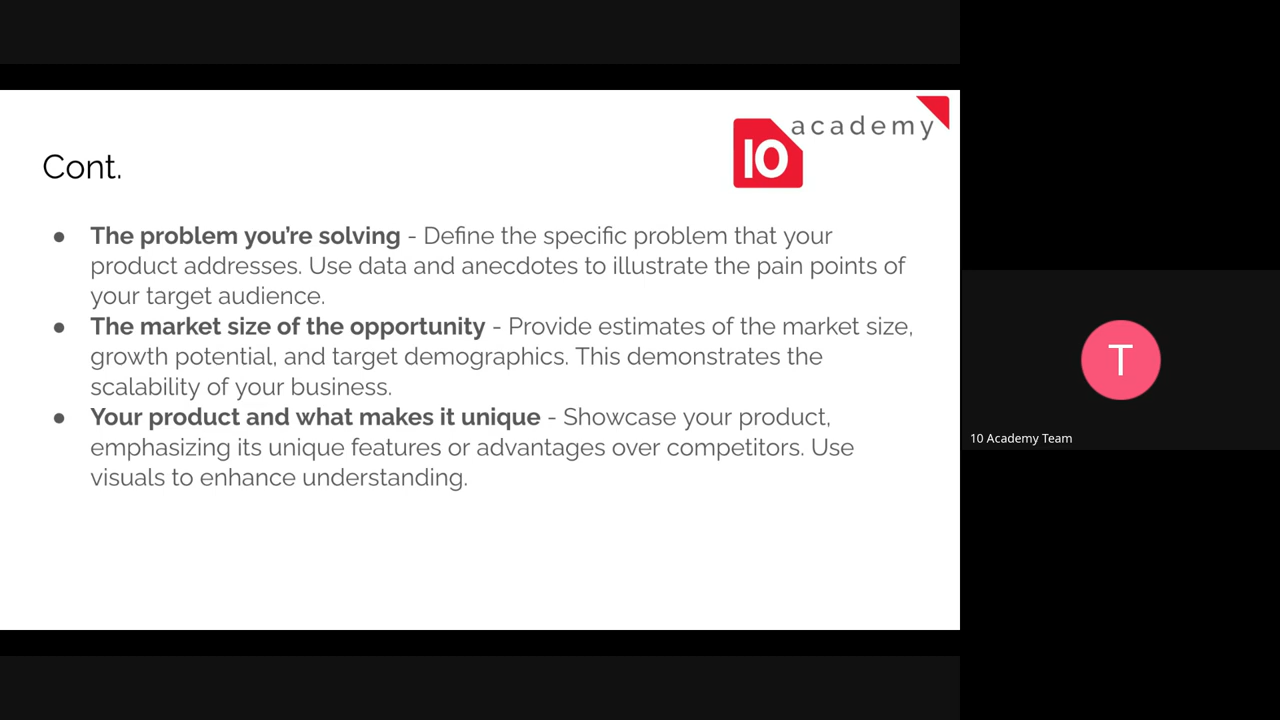 10 academy
Cont.
● The problem you’re solving - Define the specific problem that your
product addresses. Use data and anecdotes to illustrate the pain points of
your target audience.
● The market size of the opportunity - Provide estimates of the market size,
growth potential, and target demographics. This demonstrates the
scalability of your business.
● Your product and what makes it unique - Showcase your product,
emphasizing its unique features or advantages over competitors. Use
visuals to enhance understanding.
T
10 Academy Team